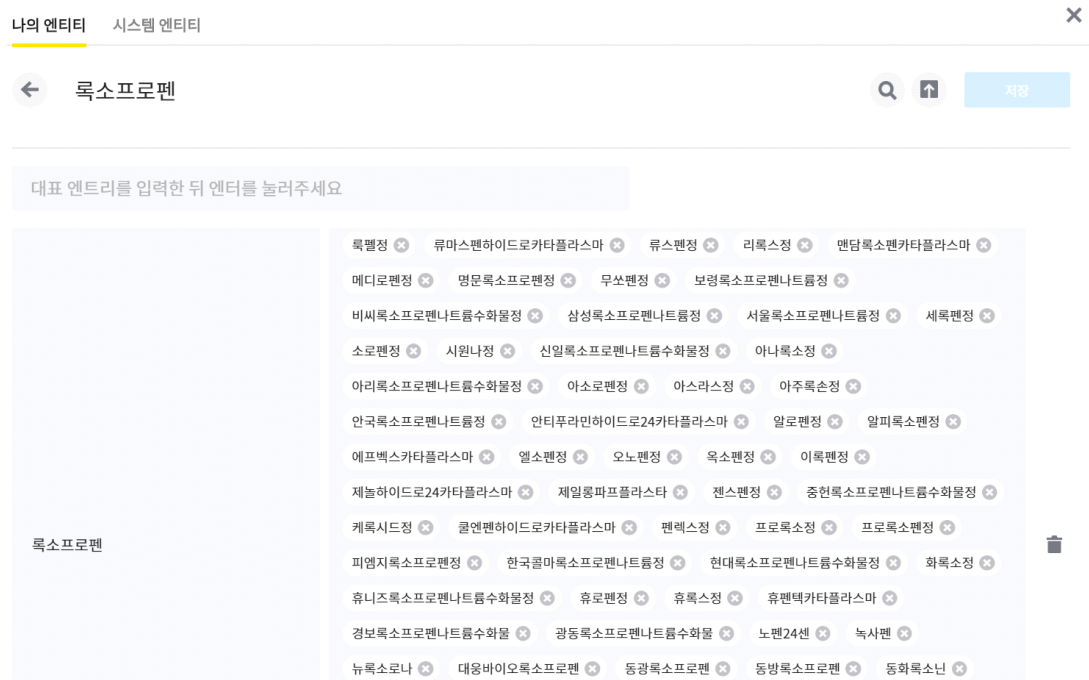 나의 엔티티 시스템 엔티티
록소프로펜 저장
대표 엔트리를 입력한 뒤 엔터를 눌러주세요
룩펠정 류마스펜하이드로카타플라스마 류스펜정 리록스정 맨담록소펜카타플라스마
메디로펜정 명문록소프로펜정 무쏘펜정 보령록소프로펜나트륨정
비씨록소프로펜나트륨수화물정 삼성록소프로펜나트륨정 서울록소프로펜나트륨정 세록펜정
소로펜정 시원나정 신일록소프로펜나트륨수화물정 아나록소정
아리록소프로펜나트륨수화물정 아소로펜정 아스라스정 아주록손정
안국록소프로펜나트륨정 안티푸라민하이드로24카타플라스마 알로펜정 알피록소펜정
에프벡스카타플라스마 엘소펜정 오노펜정 옥소펜정 이록펜정
제놀하이드로24카타플라스마 제일롱파프플라스타 젠스펜정 중헌록소프로펜나트륨수화물정
케록시드정 쿨엔펜하이드로카타플라스마 펜렉스정 프로록소정 프로록소펜정
록소프로펜
피엠지록소프로펜정 한국콜마록소프로펜나트륨정 현대록소프로펜나트륨수화물정 화록소정
휴니즈록소프로펜나트륨수화물정 휴로펜정 휴록스정 휴펜텍카타플라스마
경보록소프로펜나트륨수화물 광동록소프로펜나트륨수화물 노펜24센 녹사펜
뉴록소로나 대웅바이오록소프로펜 동광록소프로펜 동방록소프로펜 동화록소닌